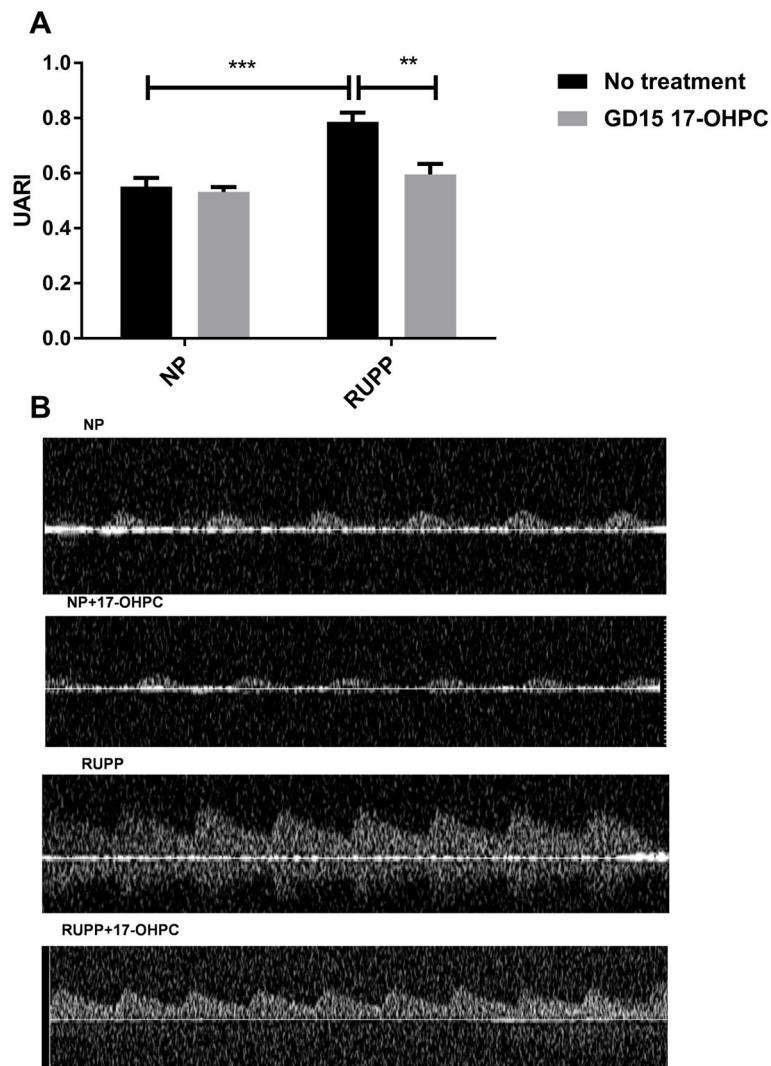 A
***
**
No treatment
GD15 17-OHPC
UARI
1.0
0.8
0.6
0.4
0.2
0.0
NP
RUPP
B
NP
NP+17-OHPC
RUPP
RUPP+17-OHPC